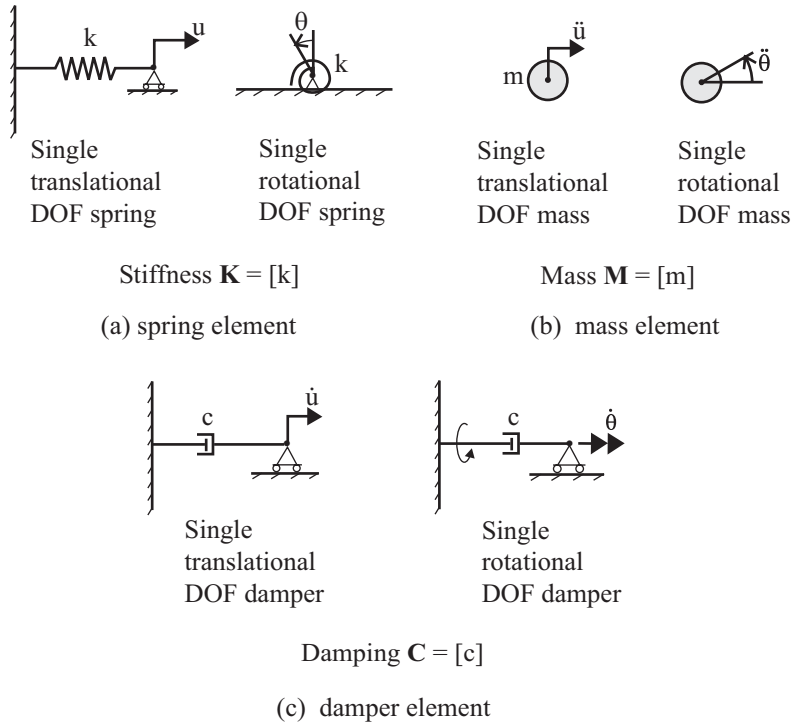 k
u
θ
k
Single
translational
DOF spring
Single
rotational
DOF spring
Stiffness K = [k]
(a) spring element
m
ü
θ̈
Single
translational
DOF mass
Single
rotational
DOF mass
Mass M = [m]
(b) mass element
c
u̇
Single
translational
DOF damper
c
θ̇
Single
rotational
DOF damper
Damping C = [c]
(c) damper element